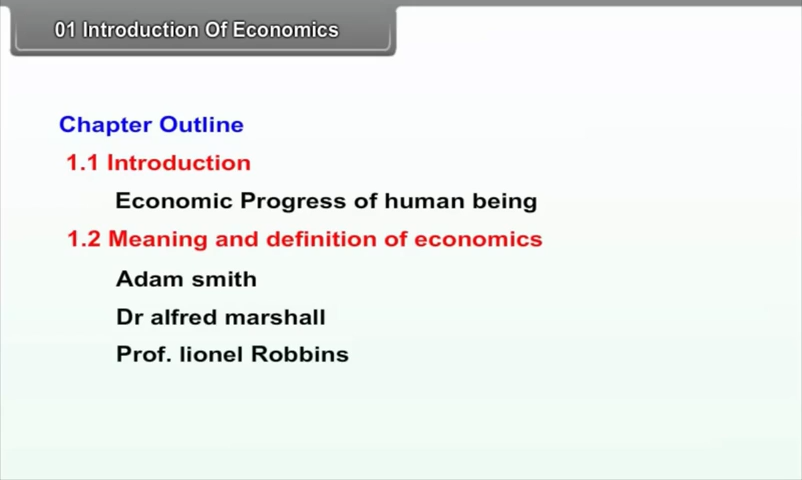 01 Introduction Of Economics
Chapter Outline
1.1 Introduction
Economic Progress of human being
1.2 Meaning and definition of economics
Adam smith
Dr alfred marshall
Prof. lionel Robbins